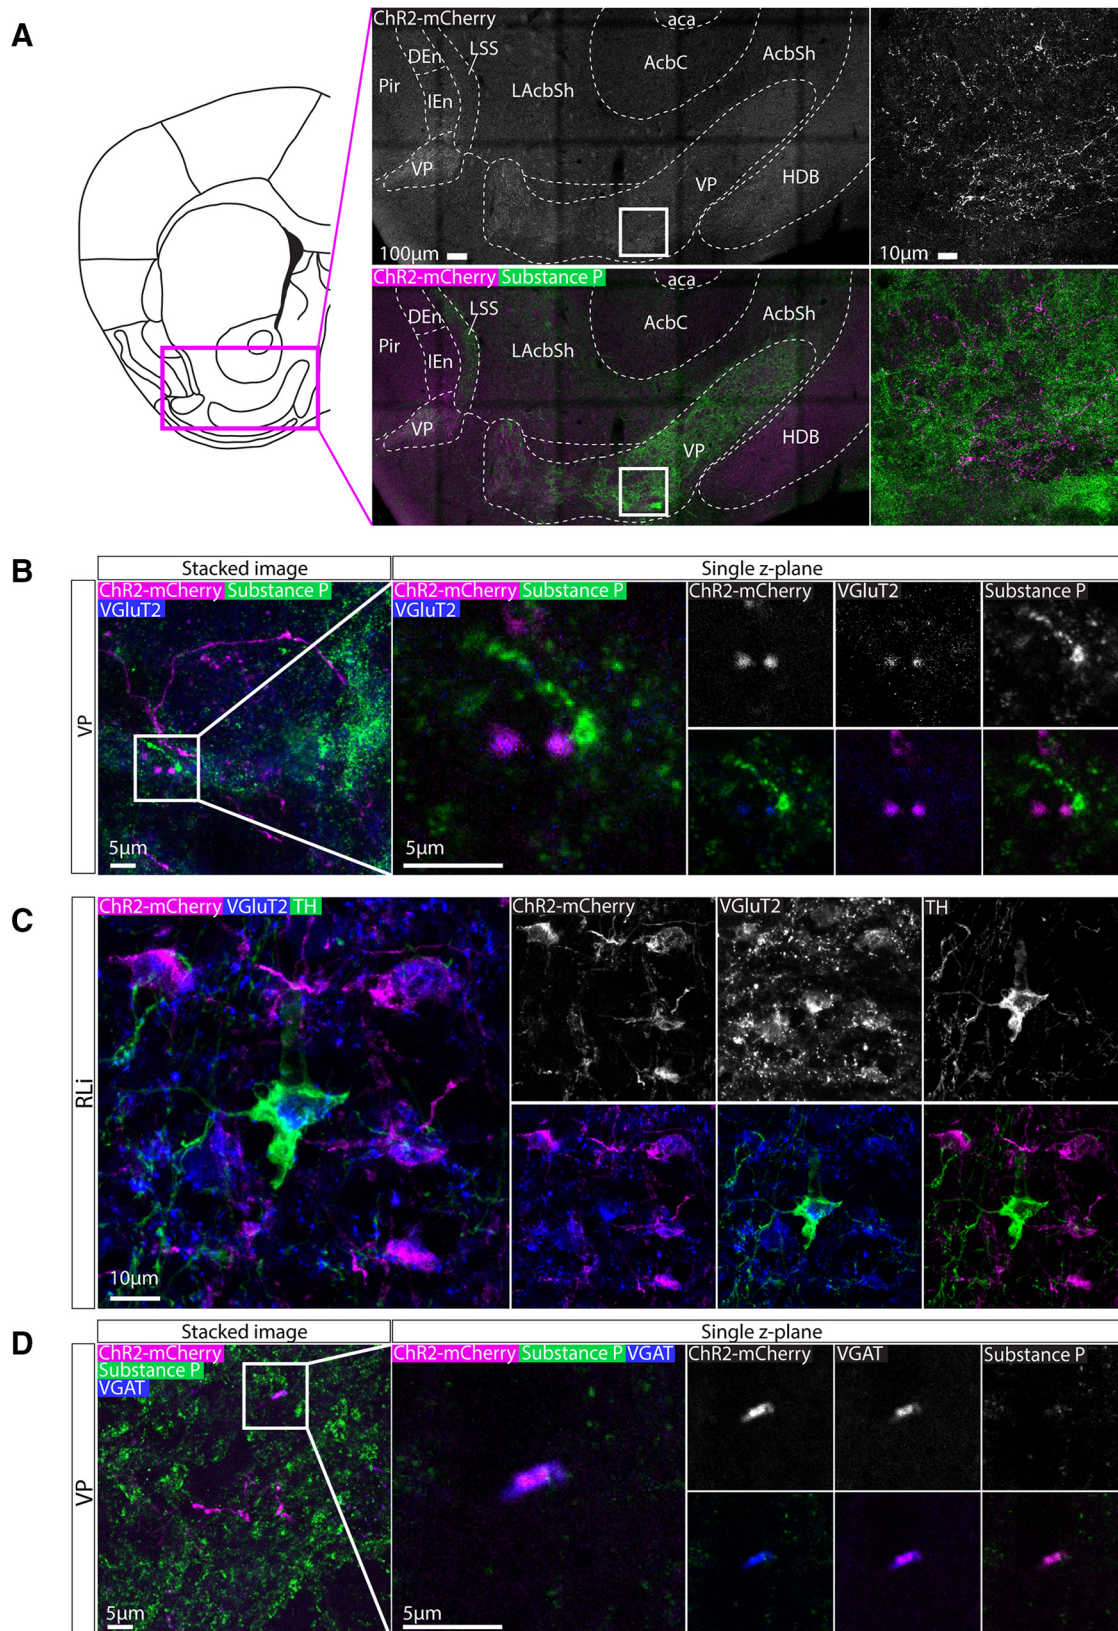 A
ChR2-mCherry
aca
DEn
LSS
AcbC
AcbSh
Pir
IEn
LAcbSh
VP
VP
HDB
100μm
10μm
ChR2-mCherry Substance P
aca
DEn
LSS
AcbC
AcbSh
Pir
IEn
LAcbSh
VP
VP
HDB
B
Stacked image
Single z-plane
VP
ChR2-mCherry Substance P
VGluT2
5μm
ChR2-mCherry Substance P
VGluT2
5μm
ChR2-mCherry
VGluT2
Substance P
C
RLi
ChR2-mCherry VGluT2 TH
10μm
ChR2-mCherry
VGluT2
TH
D
Stacked image
Single z-plane
VP
ChR2-mCherry
Substance P
VGAT
5μm
ChR2-mCherry Substance P VGAT
5μm
ChR2-mCherry
VGAT
Substance P